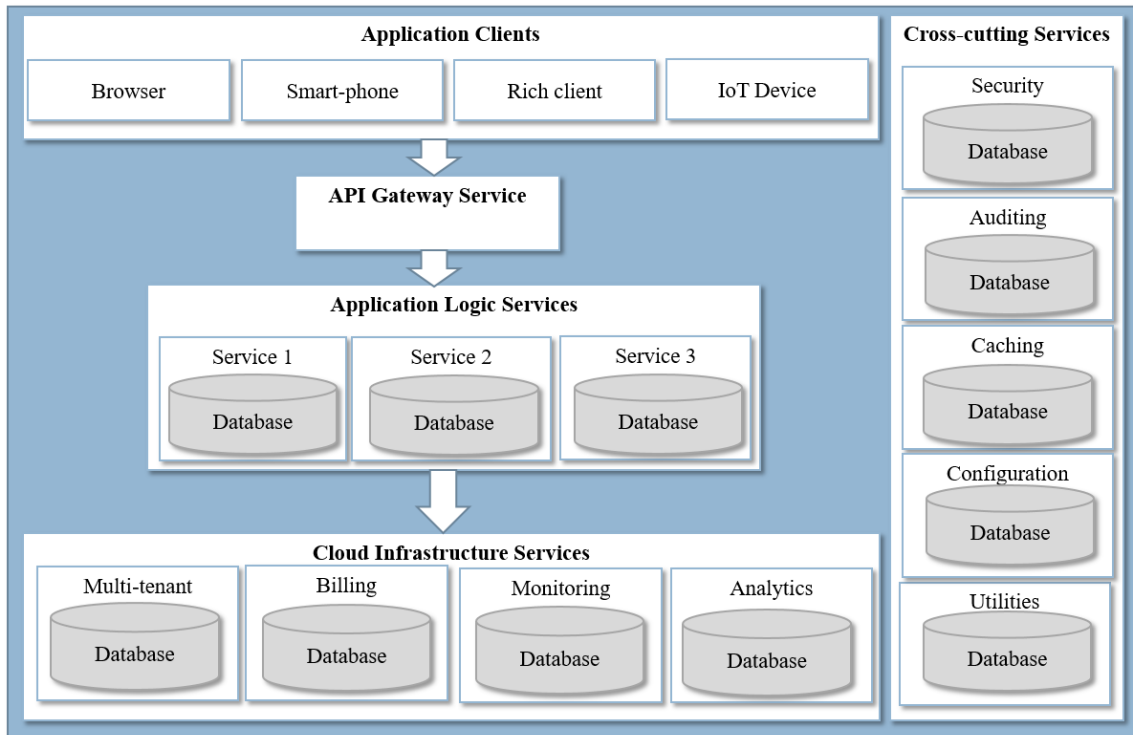 Application Clients
Browser
Smart-phone
Rich client
IoT Device
API Gateway Service
Application Logic Services
Service 1
Database
Service 2
Database
Service 3
Database
Cloud Infrastructure Services
Multi-tenant
Database
Billing
Database
Monitoring
Database
Analytics
Database
Cross-cutting Services
Security
Database
Auditing
Database
Caching
Database
Configuration
Database
Utilities
Database